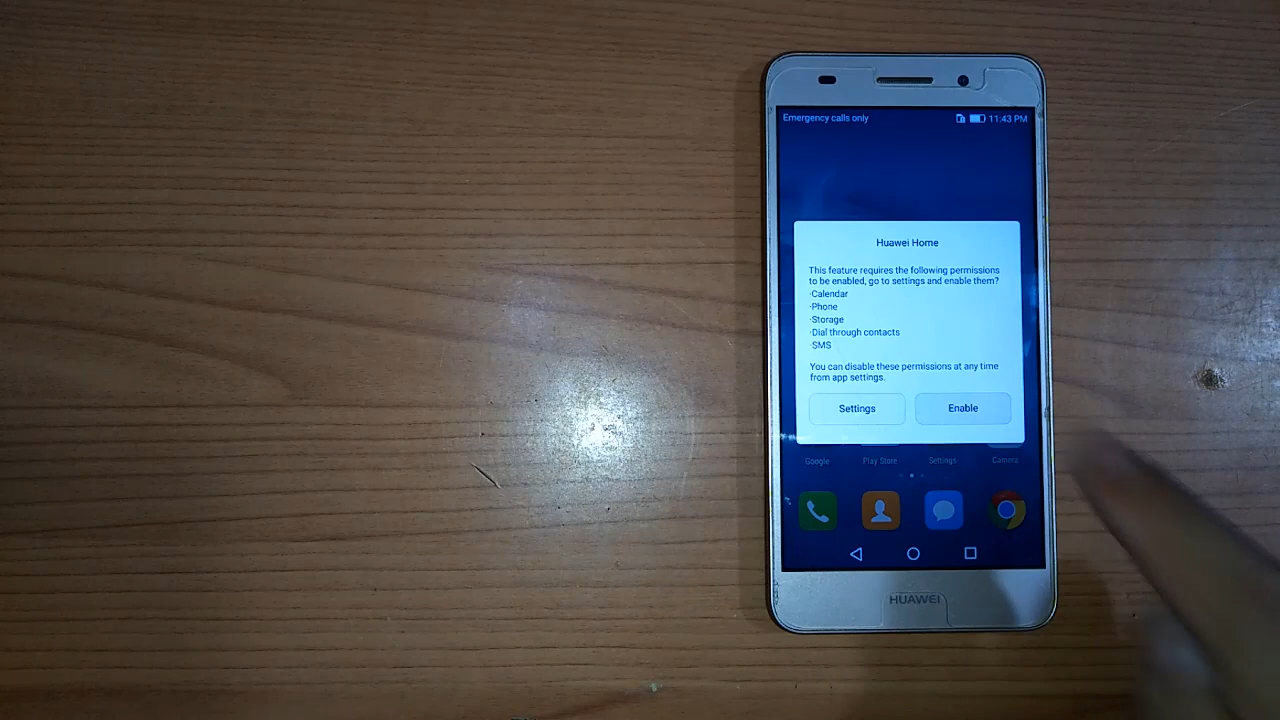 Emergency calls only
11:43 PM
Huawei Home
This feature requires the following permissions
to be enabled, go to settings and enable them?
·Calendar
·Phone
·Storage
·Dial through contacts
·SMS
You can disable these permissions at any time
from app settings.
Settings
Enable
Google
Play Store
Settings
Camera
HUAWEI